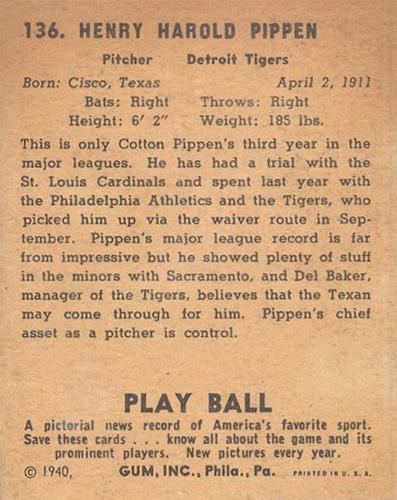 136. HENRY HAROLD PIPPEN
Pitcher Detroit Tigers
Born: Cisco, Texas April 2, 1911
Bats: Right Throws: Right
Height: 6' 2" Weight: 185 lbs.
This is only Cotton Pippen's third year in the
major leagues. He has had a trial with the
St. Louis Cardinals and spent last year with
the Philadelphia Athletics and the Tigers, who
picked him up via the waiver route in Sep-
tember. Pippen's major league record is far
from impressive but he showed plenty of stuff
in the minors with Sacramento, and Del Baker,
manager of the Tigers, believes that the Texan
may come through for him. Pippen's chief
asset as a pitcher is control.
PLAY BALL
A pictorial news record of America's favorite sport.
Save these cards . . . know all about the game and its
prominent players. New pictures every year.
© 1940, GUM, INC., Phila., Pa. PRINTED IN U. S. A.